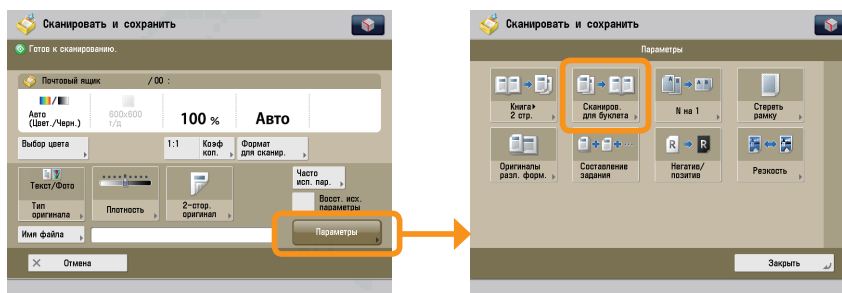 Сканировать и сохранить
Готов к сканированию.
Почтовый ящик / 00 :
Авто
(Цвет./Черн.)
600x600
т/д
100 %
Авто
Выбор цвета
1:1
Коэф
коп.
Формат
для сканир.
Текст/Фото
Тип
оригинала
Плотность
2-стор.
оригинал
Часто
исп. пар.
Восст. исх.
параметры
Имя файла
Параметры
Отмена
Сканировать и сохранить
Параметры
Книга
2 стр.
Сканиров.
для буклета
N на 1
Стереть
рамку
Оригиналы
разл. форм.
Составление
задания
Негатив/
позитив
Резкость
Закрыть